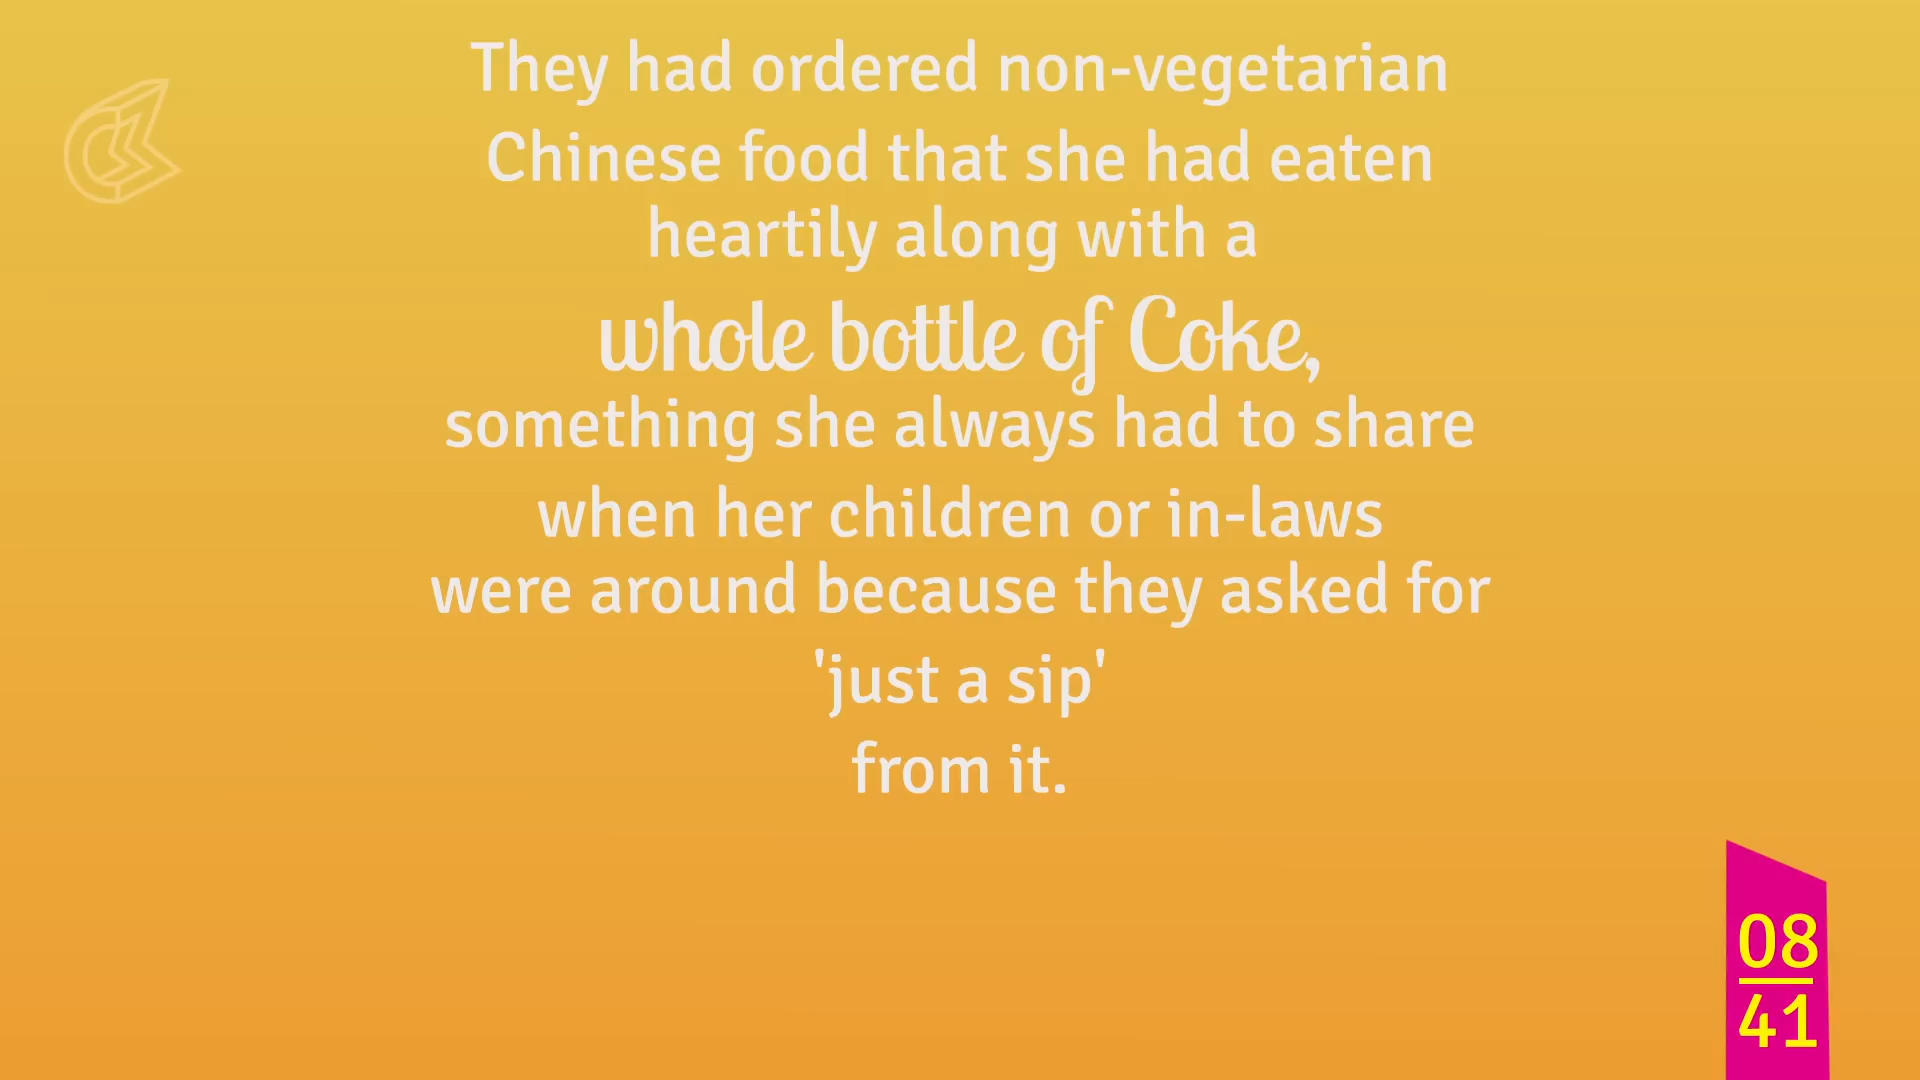 They had ordered non-vegetarian
Chinese food that she had eaten
heartily along with a
whole bottle of Coke,
something she always had to share
when her children or in-laws
were around because they asked for
'just a sip'
from it.
08
41